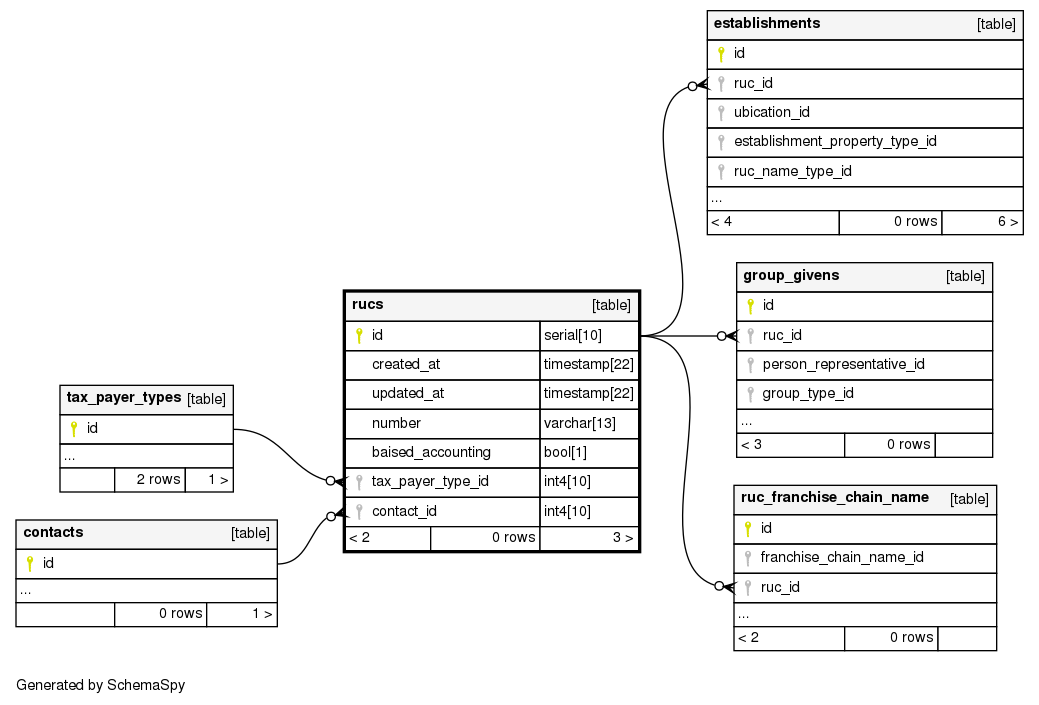 establishments [table]
id
ruc_id
ubication_id
establishment_property_type_id
ruc_name_type_id
...
< 4 0 rows 6 >
group_givens [table]
id
ruc_id
person_representative_id
group_type_id
...
< 3 0 rows
rucs [table]
id serial[10]
created_at timestamp[22]
updated_at timestamp[22]
number varchar[13]
baised_accounting bool[1]
tax_payer_type_id int4[10]
contact_id int4[10]
< 2 0 rows 3 >
tax_payer_types [table]
id
...
2 rows 1 >
contacts [table]
id
...
0 rows 1 >
ruc_franchise_chain_name [table]
id
franchise_chain_name_id
ruc_id
...
< 2 0 rows
Generated by SchemaSpy